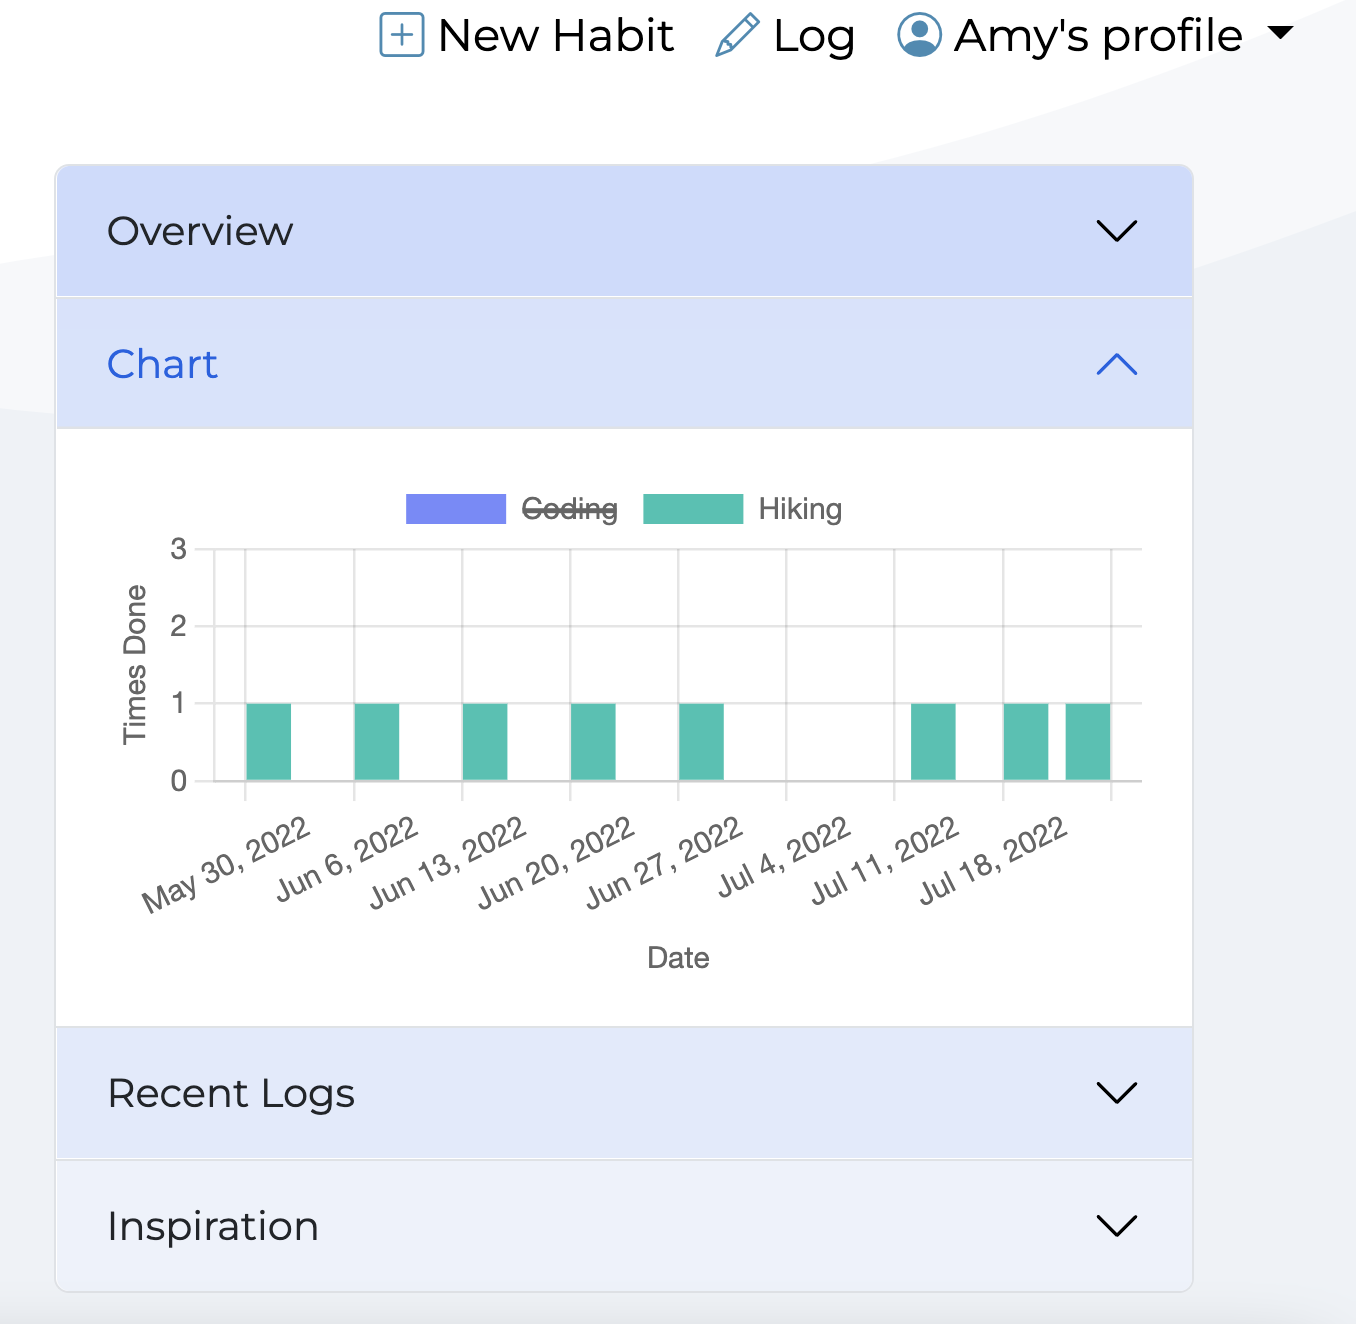 New Habit Log Amy's profile
Overview
Chart
Coding Hiking
3
2
1
0
Times Done
May 30, 2022 Jun 6, 2022 Jun 13, 2022 Jun 20, 2022 Jun 27, 2022 Jul 4, 2022 Jul 11, 2022 Jul 18, 2022
Date
Recent Logs
Inspiration